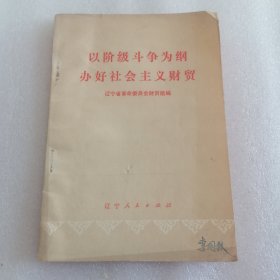 以阶级斗争为纲
办好社会主义财贸
辽宁省革命委员会财贸组编
辽宁人民出版社